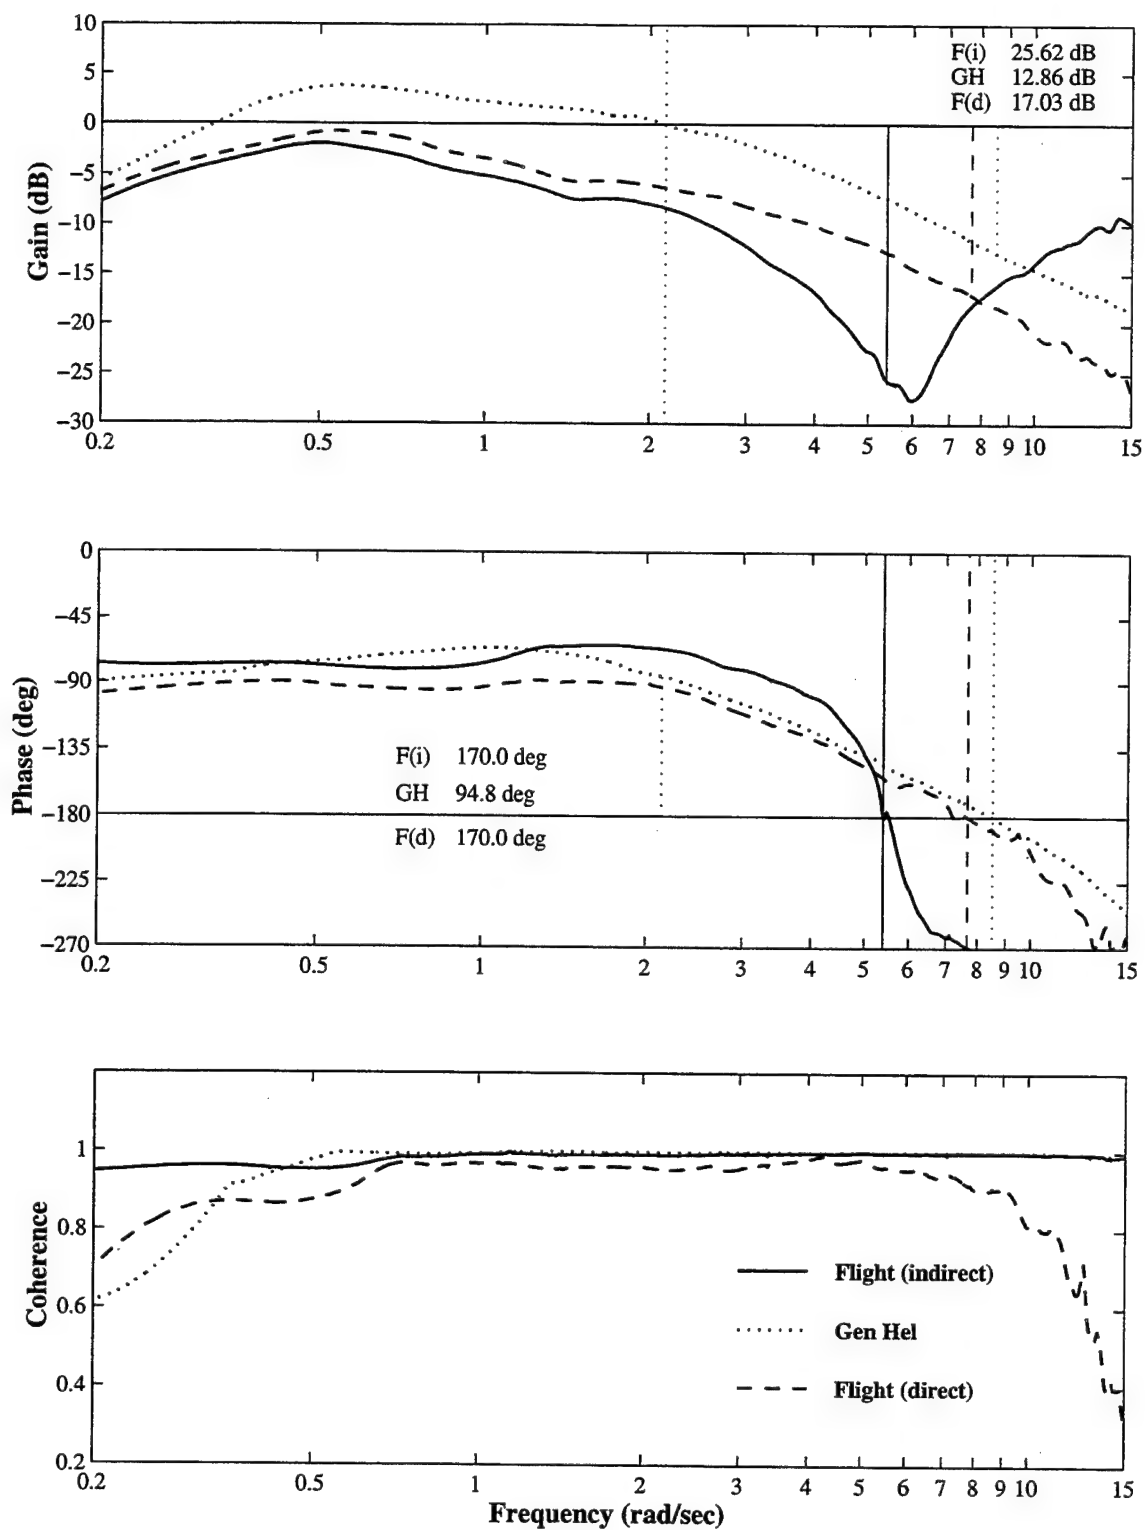 10
5
0
−5
−10
−15
−20
−25
−30
Gain (dB)
F(i) 25.62 dB
GH 12.86 dB
F(d) 17.03 dB
0.2 0.5 1 2 3 4 5 6 7 8 9 10 15
0
−45
−90
−135
−180
−225
−270
Phase (deg)
F(i) 170.0 deg
GH 94.8 deg
F(d) 170.0 deg
0.2 0.5 1 2 3 4 5 6 7 8 9 10 15
1
0.8
0.6
0.4
0.2
Coherence
Flight (indirect)
Gen Hel
Flight (direct)
0.2 0.5 1 2 3 4 5 6 7 8 9 10 15
Frequency (rad/sec)